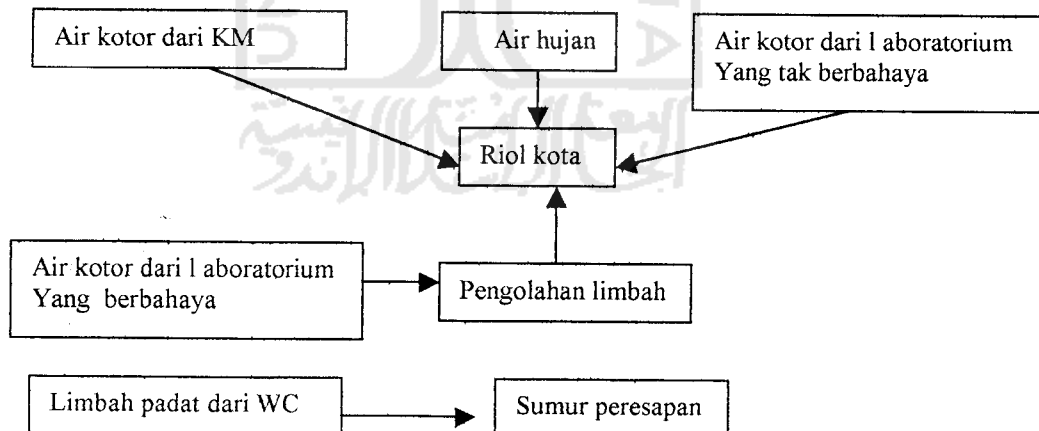 Air kotor dari KM
Air hujan
Air kotor dari l aboratorium
Yang tak berbahaya
Riol kota
Air kotor dari l aboratorium
Yang berbahaya
Pengolahan limbah
Limbah padat dari WC
Sumur peresapan